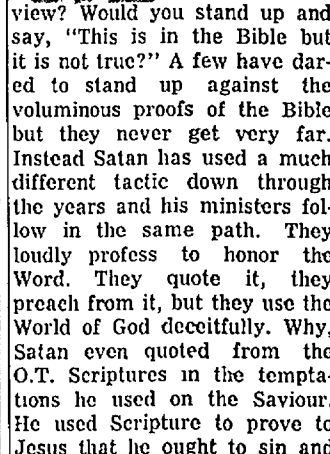 view? Would you stand up and
say, "This is in the Bible but
it is not true?" A few have dar-
ed to stand up against the
voluminous proofs of the Bible
but they never get very far.
Instead Satan has used a much
different tactic down through
the years and his ministers fol-
low in the same path. They
loudly profess to honor the
Word. They quote it, they
preach from it, but they use the
World of God deceitfully. Why,
Satan even quoted from the
O.T. Scriptures in the tempta-
tions he used on the Saviour.
He used Scripture to prove to
Jesus that he ought to sin and